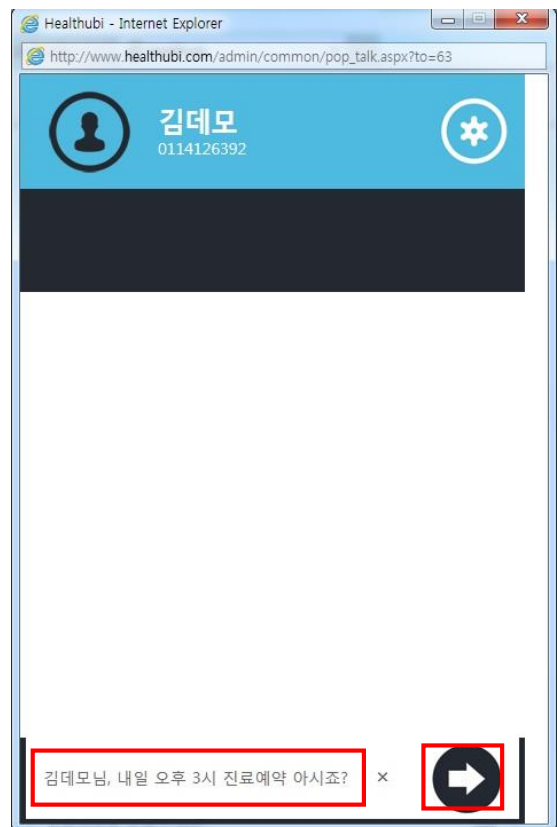 Healthubi - Internet Explorer
http://www.healthubi.com/admin/common/pop_talk.aspx?to=63
김데모
0114126392
김데모님, 내일 오후 3시 진료예약 아시죠?